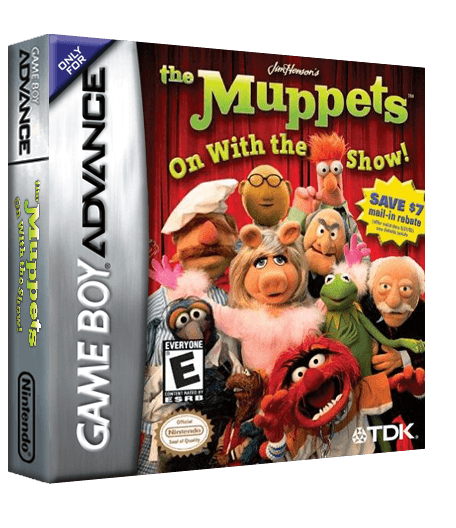 GAME BOY ADVANCE
the Muppets
on with the Show!
Nintendo
ONLY
FOR
GAME BOY ADVANCE
Jim Henson's
the Muppets
TM
On With the Show!
SAVE $7
mail-in rebate
EVERYONE
E
CONTENT RATED BY
ESRB
Official
Nintendo
Seal of Quality
TDK